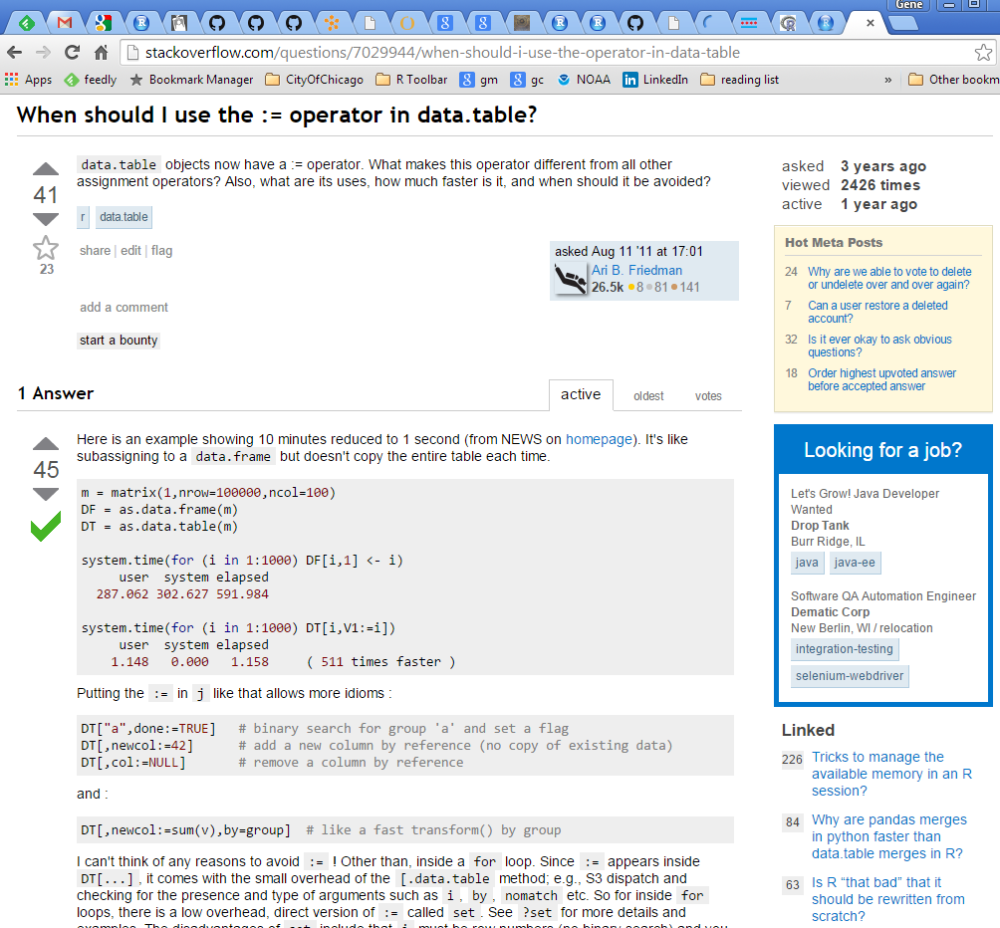 Gene
stackoverflow.com/questions/7029944/when-should-i-use-the-operator-in-data-table
Apps feedly Bookmark Manager CityOfChicago R Toolbar gm gc NOAA LinkedIn reading list » Other bookm
When should I use the := operator in data.table?
41
23
data.table objects now have a := operator. What makes this operator different from all other
assignment operators? Also, what are its uses, how much faster is it, and when should it be avoided?
r data.table
share | edit | flag
asked Aug 11 '11 at 17:01
Ari B. Friedman
26.5k 8 81 141
add a comment
start a bounty
1 Answer
active oldest votes
45
Here is an example showing 10 minutes reduced to 1 second (from NEWS on homepage). It's like
subassigning to a data.frame but doesn't copy the entire table each time.
m = matrix(1,nrow=100000,ncol=100)
DF = as.data.frame(m)
DT = as.data.table(m)
system.time(for (i in 1:1000) DF[i,1] <- i)
user system elapsed
287.062 302.627 591.984
system.time(for (i in 1:1000) DT[i,V1:=i])
user system elapsed
1.148 0.000 1.158 ( 511 times faster )
Putting the := in j like that allows more idioms :
DT["a",done:=TRUE] # binary search for group 'a' and set a flag
DT[,newcol:=42] # add a new column by reference (no copy of existing data)
DT[,col:=NULL] # remove a column by reference
and :
DT[,newcol:=sum(v),by=group] # like a fast transform() by group
I can't think of any reasons to avoid := ! Other than, inside a for loop. Since := appears inside
DT[...] , it comes with the small overhead of the [.data.table method; e.g., S3 dispatch and
checking for the presence and type of arguments such as i , by , nomatch etc. So for inside for
loops, there is a low overhead, direct version of := called set . See ?set for more details and
examples. The disadvantages of set include that i must be row numbers (no binary search) and you
asked 3 years ago
viewed 2426 times
active 1 year ago
Hot Meta Posts
24 Why are we able to vote to delete
or undelete over and over again?
7 Can a user restore a deleted
account?
32 Is it ever okay to ask obvious
questions?
18 Order highest upvoted answer
before accepted answer
Looking for a job?
Let's Grow! Java Developer
Wanted
Drop Tank
Burr Ridge, IL
java java-ee
Software QA Automation Engineer
Dematic Corp
New Berlin, WI / relocation
integration-testing
selenium-webdriver
Linked
226 Tricks to manage the
available memory in an R
session?
84 Why are pandas merges
in python faster than
data.table merges in R?
63 Is R “that bad” that it
should be rewritten from
scratch?